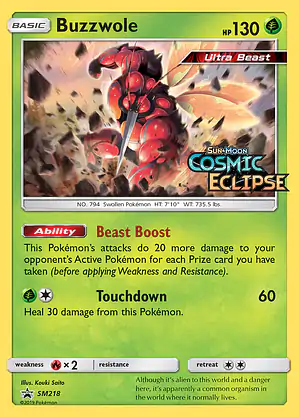 BASIC Buzzwole HP 130
Ultra Beast
SUN & MOON
COSMIC
ECLIPSE
NO. 794 Swollen Pokémon HT: 7'10" WT: 735.5 lbs.
Ability Beast Boost
This Pokémon's attacks do 20 more damage to your
opponent's Active Pokémon for each Prize card you have
taken (before applying Weakness and Resistance).
Touchdown 60
Heal 30 damage from this Pokémon.
weakness ×2 resistance retreat
Illus. Kouki Saitou
SM218
©2019 Pokémon
Although it's alien to this world and a danger
here, it's apparently a common organism in
the world where it normally lives.